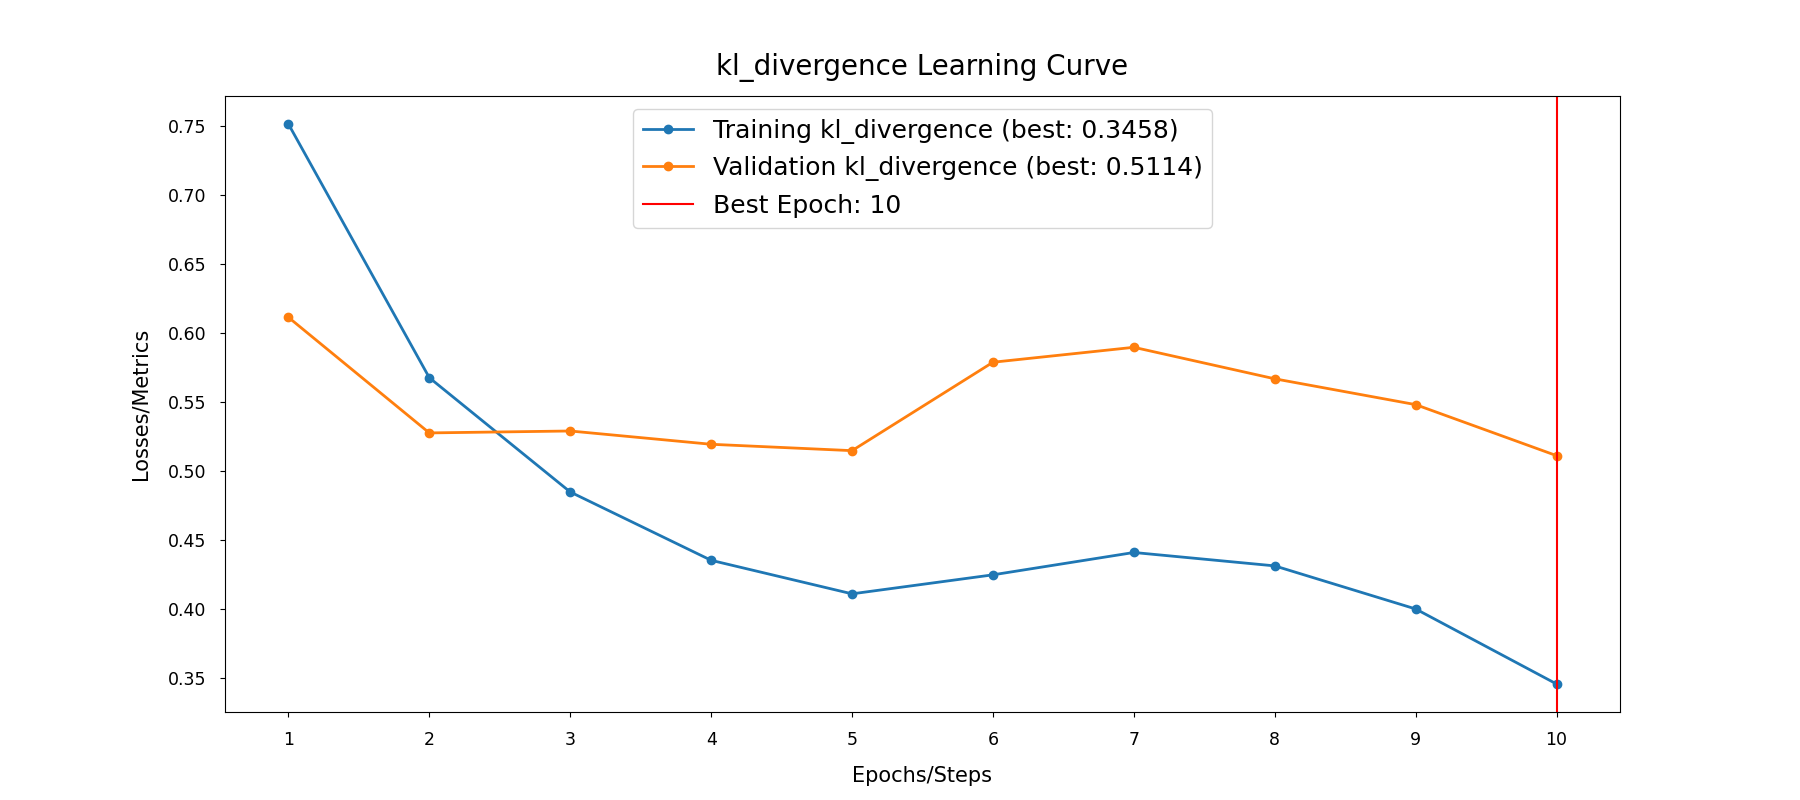 kl_divergence Learning Curve
Training kl_divergence (best: 0.3458)
Validation kl_divergence (best: 0.5114)
Best Epoch: 10
Losses/Metrics
0.75
0.70
0.65
0.60
0.55
0.50
0.45
0.40
0.35
1 2 3 4 5 6 7 8 9 10
Epochs/Steps